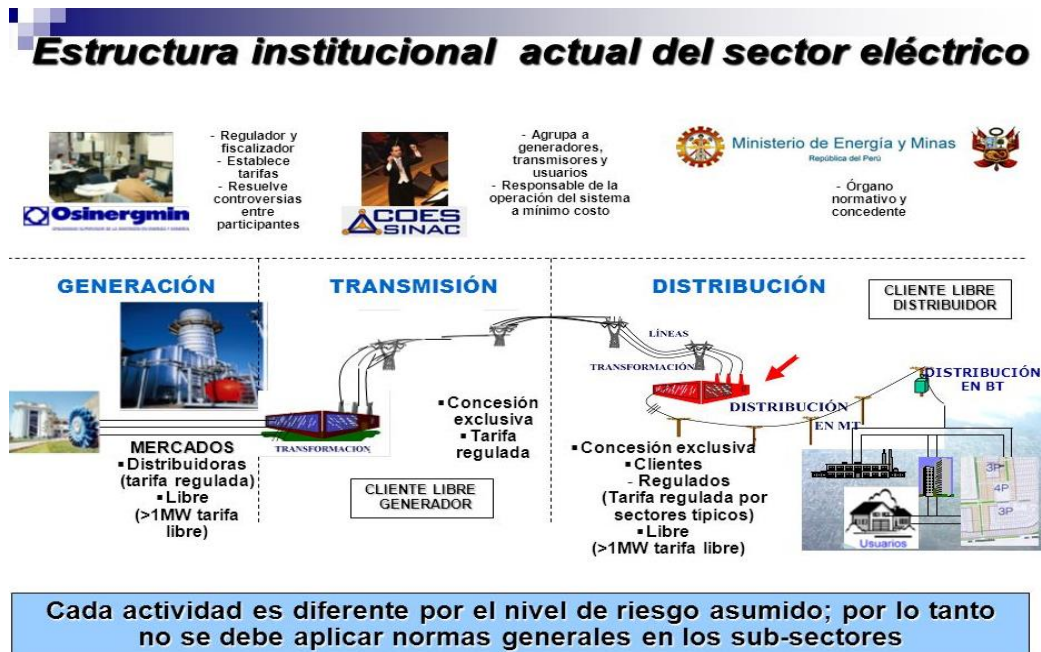 Estructura institucional actual del sector eléctrico
- Regulador y
fiscalizador
- Establece
tarifas
- Resuelve
controversias
entre
participantes
Osinergmin
COES
SINAC
- Agrupa a
generadores,
transmisores y
usuarios
- Responsable de la
operación del sistema
a mínimo costo
Ministerio de Energía y Minas
República del Perú
- Órgano
normativo y
concedente
GENERACIÓN
TRANSMISIÓN
DISTRIBUCIÓN
CLIENTE LIBRE
DISTRIBUIDOR
LÍNEAS
TRANSFORMACIÓN
DISTRIBUCIÓN
EN BT
DISTRIBUCIÓN
EN MT
TRANSFORMACION
MERCADOS
▪Distribuidoras
(tarifa regulada)
▪Libre
(>1MW tarifa
libre)
▪Concesión
exclusiva
▪Tarifa
regulada
CLIENTE LIBRE
GENERADOR
▪Concesión exclusiva
▪Clientes
- Regulados
(Tarifa regulada por
sectores típicos)
▪Libre
(>1MW tarifa libre)
3P
4P
3P
Usuarios
Cada actividad es diferente por el nivel de riesgo asumido; por lo tanto
no se debe aplicar normas generales en los sub-sectores